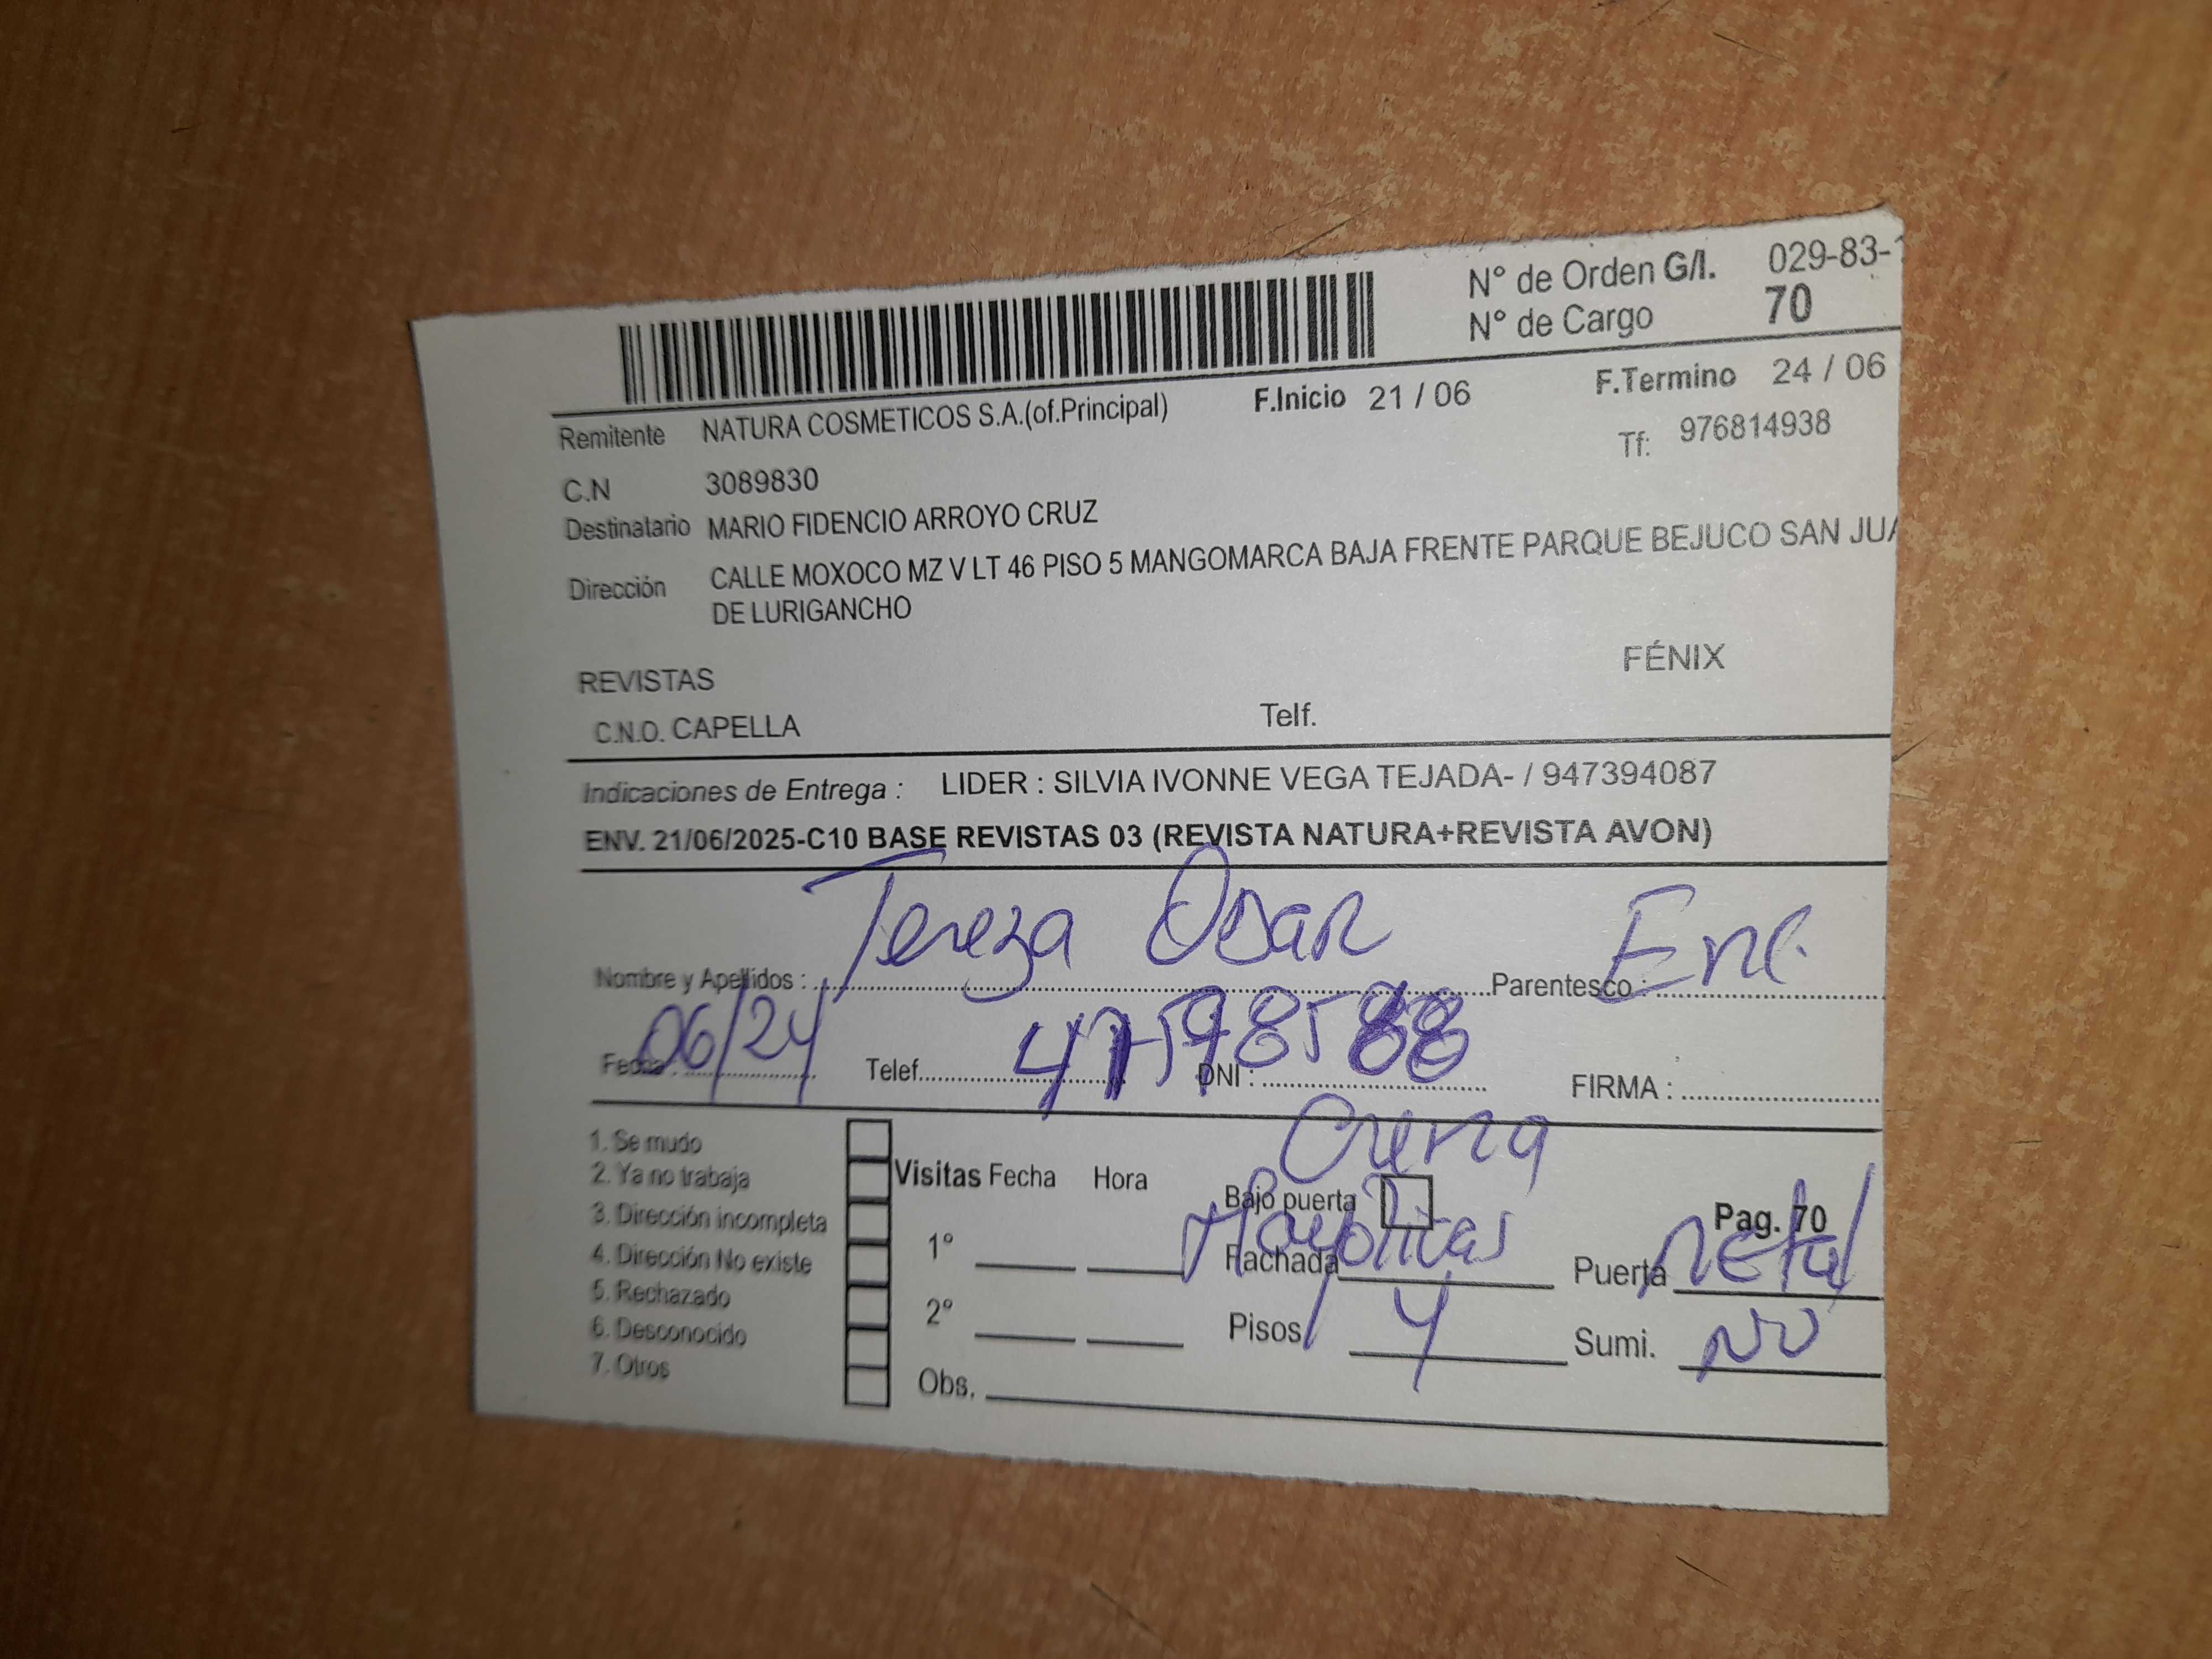 N° de Orden G/I. 029-83-
N° de Cargo 70
Remitente NATURA COSMETICOS S.A.(of.Principal) F.Inicio 21 / 06 F.Termino 24 / 06
C.N 3089830 Tf: 976814938
Destinatario MARIO FIDENCIO ARROYO CRUZ
Dirección CALLE MOXOCO MZ V LT 46 PISO 5 MANGOMARCA BAJA FRENTE PARQUE BEJUCO SAN JUA
DE LURIGANCHO
REVISTAS FÉNIX
C.N.O. CAPELLA Telf.
Indicaciones de Entrega : LIDER : SILVIA IVONNE VEGA TEJADA- / 947394087
ENV. 21/06/2025-C10 BASE REVISTAS 03 (REVISTA NATURA+REVISTA AVON)
Nombre y Apellidos : Tereza Parentesco :
Fecha : 06/24 Telef. DNI : 47598588 FIRMA :
1. Se mudo
2. Ya no trabaja Visitas Fecha Hora Bajo puerta Pag. 70
3. Dirección incompleta
4. Dirección No existe 1° Fachada Mayolicas Puerta Metal
5. Rechazado
6. Desconocido 2° Pisos 4 Sumi. NO
7. Otros Obs.